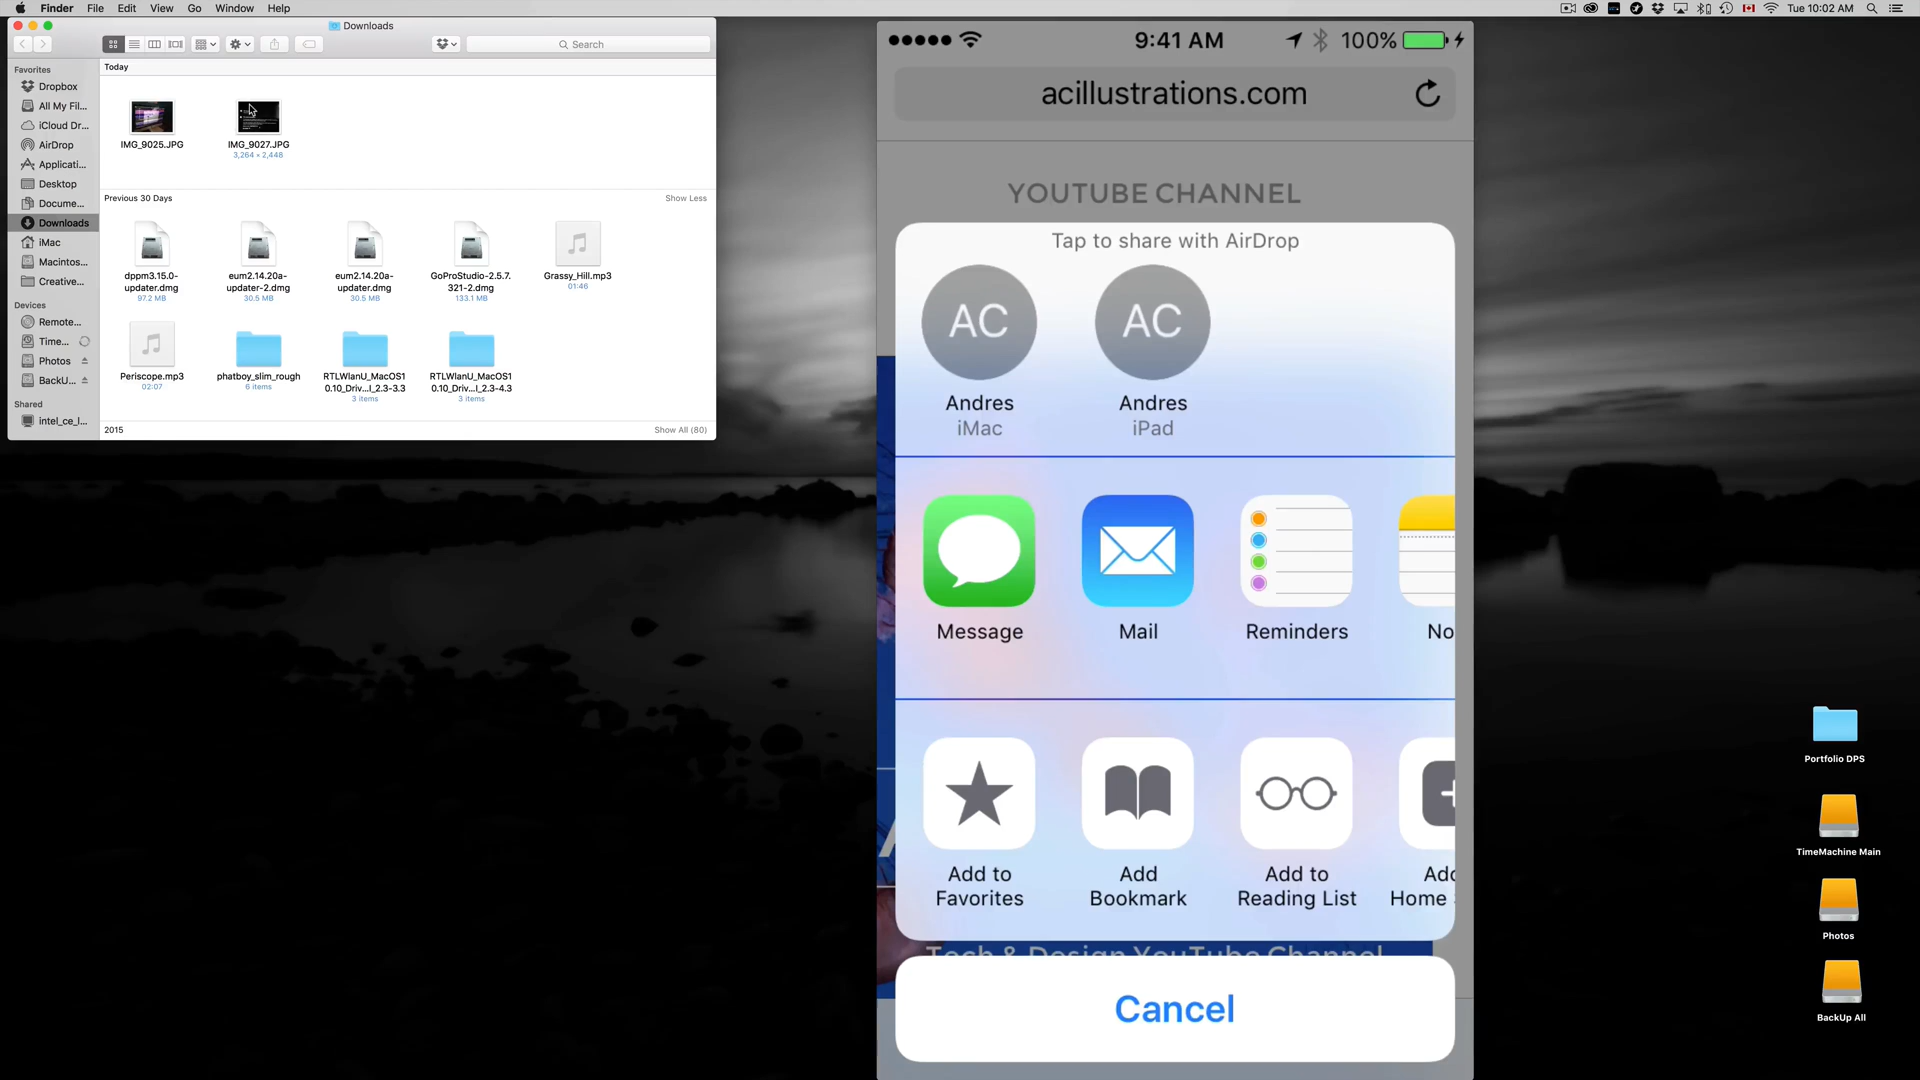 Finder File Edit View Go Window Help
Tue 10:02 AM
Downloads
Search
Favorites
Dropbox
All My Fil...
iCloud Dr...
AirDrop
Applicati...
Desktop
Docume...
Downloads
iMac
Macintos...
Creative...
Devices
Remote...
Time...
Photos
BackU...
Shared
intel_ce_l...
Today
IMG_9025.JPG
IMG_9027.JPG
3,264 × 2,448
Previous 30 Days
Show Less
dppm3.15.0-
updater.dmg
97.2 MB
eum2.14.20a-
updater-2.dmg
30.5 MB
eum2.14.20a-
updater.dmg
30.5 MB
GoProStudio-2.5.7.
321-2.dmg
133.1 MB
Grassy_Hill.mp3
01:46
Periscope.mp3
02:07
phatboy_slim_rough
6 items
RTLWlanU_MacOS1
0.10_Driv...l_2.3-3.3
3 items
RTLWlanU_MacOS1
0.10_Driv...l_2.3-4.3
3 items
2015
Show All (80)
9:41 AM
100%
acillustrations.com
YOUTUBE CHANNEL
Tap to share with AirDrop
AC
Andres
iMac
AC
Andres
iPad
Message
Mail
Reminders
No
Add to
Favorites
Add
Bookmark
Add to
Reading List
Add
Home
Tech & Design YouTube Channel
Cancel
Portfolio DPS
TimeMachine Main
Photos
BackUp All